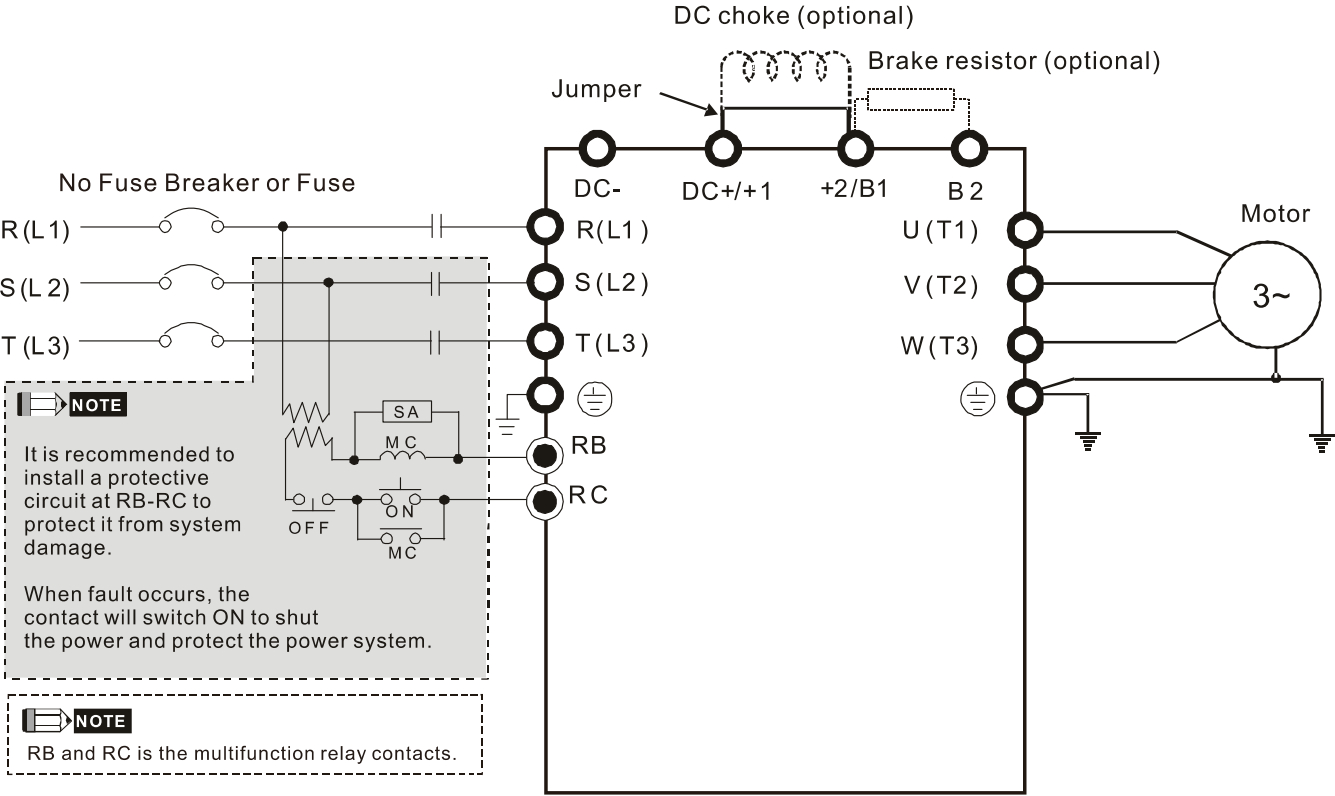 DC choke (optional)
Brake resistor (optional)
Jumper
No Fuse Breaker or Fuse
DC-
DC+/+1
+2/B1
B2
R(L1)
R(L1)
U(T1)
Motor
S(L2)
S(L2)
V(T2)
3~
T(L3)
T(L3)
W(T3)
NOTE
It is recommended to
install a protective
circuit at RB-RC to
protect it from system
damage.
When fault occurs, the
contact will switch ON to shut
the power and protect the power system.
SA
MC
RB
RC
OFF
ON
MC
NOTE
RB and RC is the multifunction relay contacts.